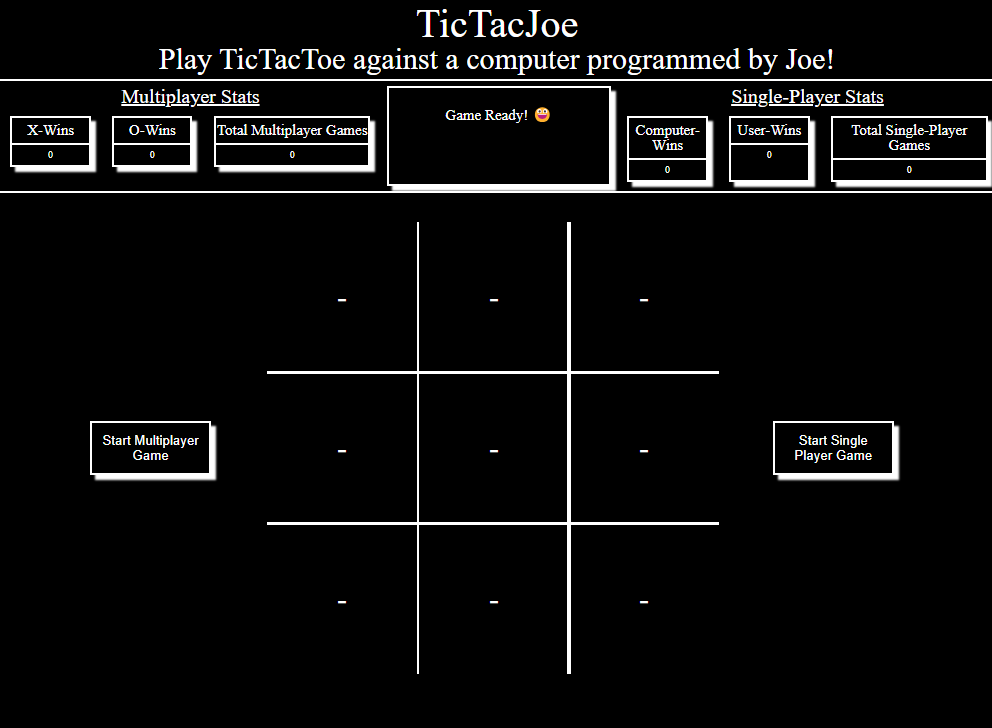 TicTacJoe
Play TicTacToe against a computer programmed by Joe!
Multiplayer Stats
X-Wins
0
O-Wins
0
Total Multiplayer Games
0
Game Ready! 😃
Single-Player Stats
Computer-
Wins
0
User-Wins
0
Total Single-Player
Games
0
- - -
Start Multiplayer
Game
- - -
Start Single
Player Game
- - -